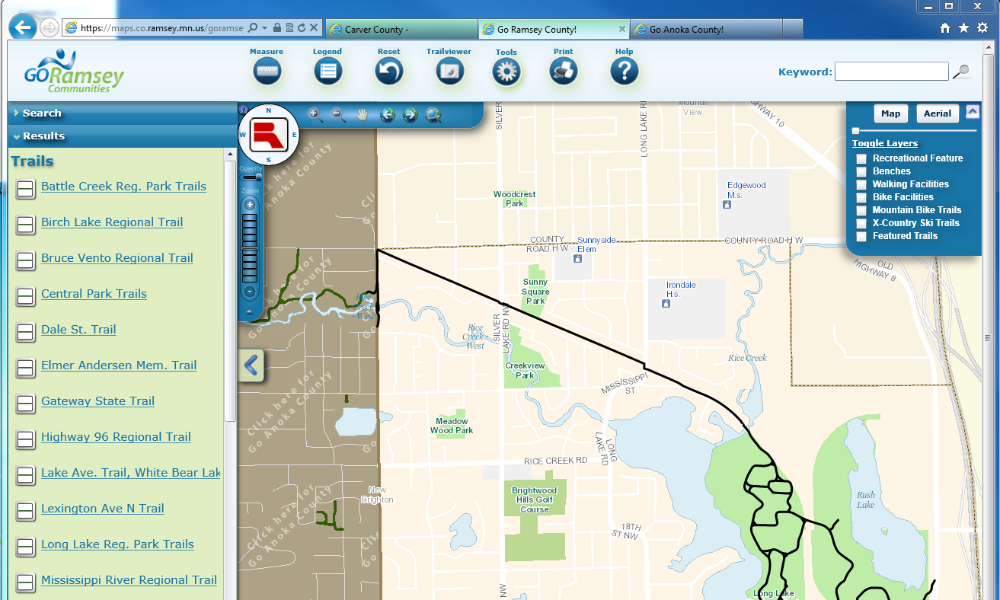 https://maps.co.ramsey.mn.us/goramse
Carver County -
Go Ramsey County!
Go Anoka County!
GORamsey
Communities
Measure
Legend
Reset
Trailviewer
Tools
Print
Help
Keyword:
Search
Results
Trails
Battle Creek Reg. Park Trails
Birch Lake Regional Trail
Bruce Vento Regional Trail
Central Park Trails
Dale St. Trail
Elmer Andersen Mem. Trail
Gateway State Trail
Highway 96 Regional Trail
Lake Ave. Trail, White Bear Lak
Lexington Ave N Trail
Long Lake Reg. Park Trails
Mississippi River Regional Trail
N
W
E
S
Opacity
Zoom
Map
Aerial
Toggle Layers
Recreational Feature
Benches
Walking Facilities
Bike Facilities
Mountain Bike Trails
X-Country Ski Trails
Featured Trails
Click here for
Go Anoka County
Click here for
Go Anoka County
Click here for
Go Anoka County
Click here for
Go Anoka County
SILVER
LONG LAKE RD
Mounds
View
HWAY 10
Edgewood
M.s.
Woodcrest
Park
COUNTY
ROAD H W
Sunnyside
Elem
COUNTY ROAD H W
OLD
HIGHWAY 8
Sunny
Square
Park
Irondale
H.s.
Rice
Creek
- West
Rice
Creek -
West
SILVER
LAKE RD NW
Rice Creek
Creekview
Park
MISSISSIPPI
ST
Meadow
Wood Park
LONG
LAKE RD
RICE CREEK RD
New
Brighton
Brightwood
Hills Golf
Course
Rush
Lake
18TH
ST NW
NW
Long Lake